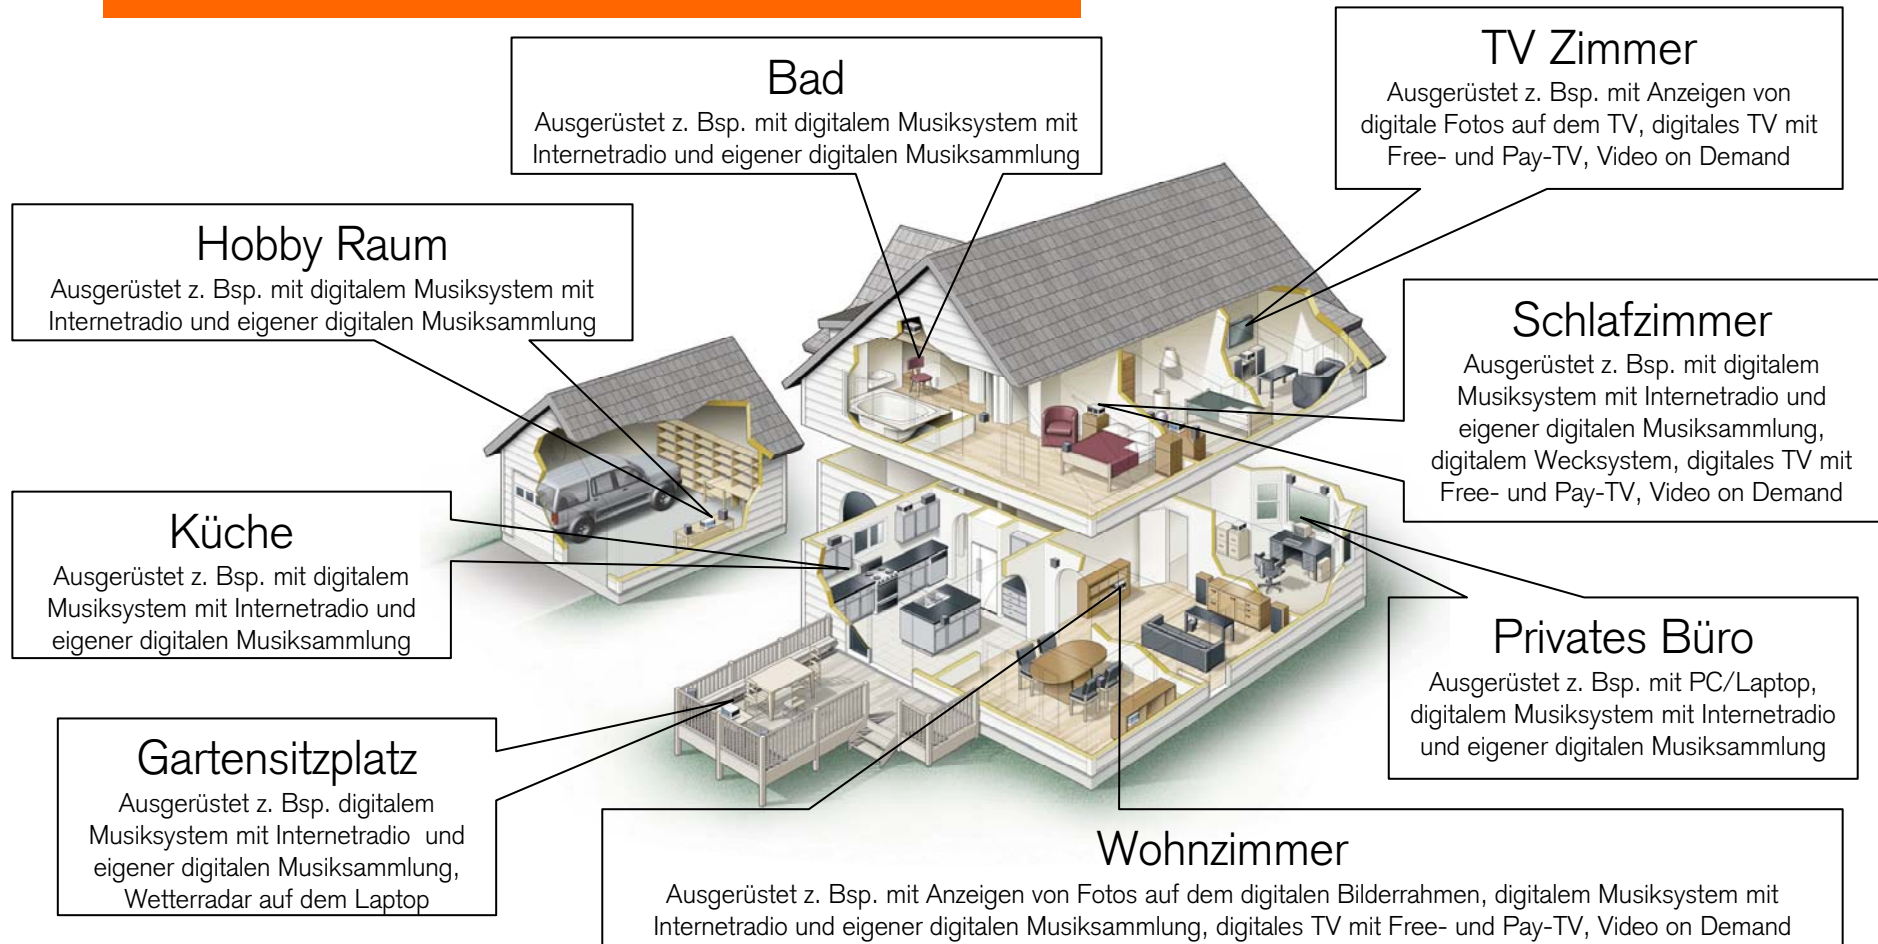 Bad
Ausgerüstet z. Bsp. mit digitalem Musiksystem mit
Internetradio und eigener digitalen Musiksammlung
TV Zimmer
Ausgerüstet z. Bsp. mit Anzeigen von
digitale Fotos auf dem TV, digitales TV mit
Free- und Pay-TV, Video on Demand
Hobby Raum
Ausgerüstet z. Bsp. mit digitalem Musiksystem mit
Internetradio und eigener digitalen Musiksammlung
Schlafzimmer
Ausgerüstet z. Bsp. mit digitalem
Musiksystem mit Internetradio und
eigener digitalen Musiksammlung,
digitalem Wecksystem, digitales TV mit
Free- und Pay-TV, Video on Demand
Küche
Ausgerüstet z. Bsp. mit digitalem
Musiksystem mit Internetradio und
eigener digitalen Musiksammlung
Privates Büro
Ausgerüstet z. Bsp. mit PC/Laptop,
digitalem Musiksystem mit Internetradio
und eigener digitalen Musiksammlung
Gartensitzplatz
Ausgerüstet z. Bsp. digitalem
Musiksystem mit Internetradio  und
eigener digitalen Musiksammlung,
Wetterradar auf dem Laptop
Wohnzimmer
Ausgerüstet z. Bsp. mit Anzeigen von Fotos auf dem digitalen Bilderrahmen, digitalem Musiksystem mit
Internetradio und eigener digitalen Musiksammlung, digitales TV mit Free- und Pay-TV, Video on Demand